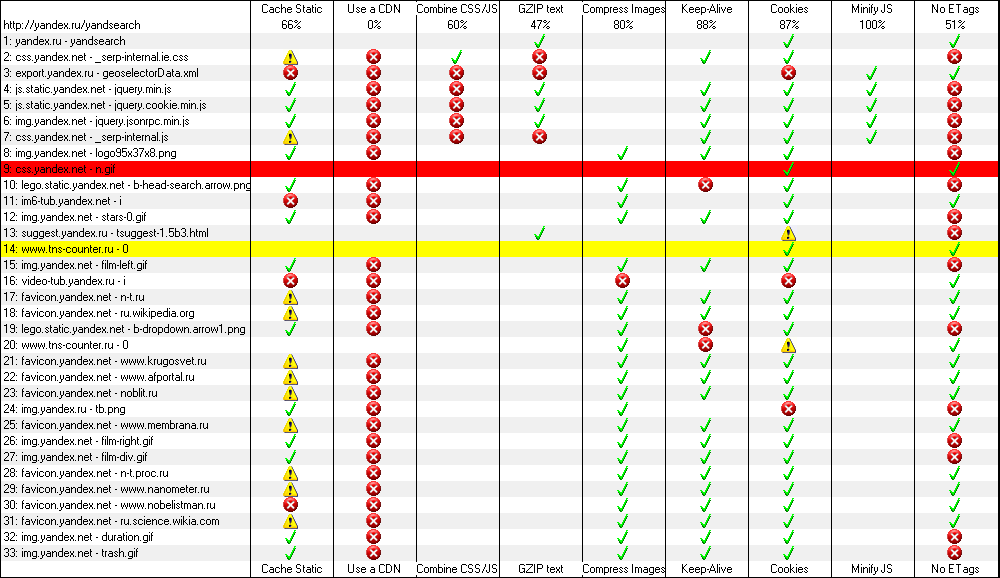 Cache Static Use a CDN Combine CSS/JS GZIP text Compress Images Keep-Alive Cookies Minify JS No ETags
http://yandex.ru/yandsearch 66% 0% 60% 47% 80% 88% 87% 100% 51%
1: yandex.ru - yandsearch
2: css.yandex.net - _serp-internal.ie.css
3: export.yandex.ru - geoselectorData.xml
4: js.static.yandex.net - jquery.min.js
5: js.static.yandex.net - jquery.cookie.min.js
6: img.yandex.net - jquery.jsonrpc.min.js
7: css.yandex.net - _serp-internal.js
8: img.yandex.net - logo95x37x8.png
9: css.yandex.net - n.gif
10: lego.static.yandex.net - b-head-search.arrow.png
11: im6-tub.yandex.net - i
12: img.yandex.net - stars-0.gif
13: suggest.yandex.ru - tsuggest-1.5b3.html
14: www.tns-counter.ru - 0
15: img.yandex.net - film-left.gif
16: video-tub.yandex.ru - i
17: favicon.yandex.net - n-t.ru
18: favicon.yandex.net - ru.wikipedia.org
19: lego.static.yandex.net - b-dropdown.arrow1.png
20: www.tns-counter.ru - 0
21: favicon.yandex.net - www.krugosvet.ru
22: favicon.yandex.net - www.afportal.ru
23: favicon.yandex.net - noblit.ru
24: img.yandex.ru - tb.png
25: favicon.yandex.net - www.membrana.ru
26: img.yandex.net - film-right.gif
27: img.yandex.net - film-div.gif
28: favicon.yandex.net - n-t.proc.ru
29: favicon.yandex.net - www.nanometer.ru
30: favicon.yandex.net - www.nobelistman.ru
31: favicon.yandex.net - ru.science.wikia.com
32: img.yandex.net - duration.gif
33: img.yandex.net - trash.gif
Cache Static Use a CDN Combine CSS/JS GZIP text Compress Images Keep-Alive Cookies Minify JS No ETags